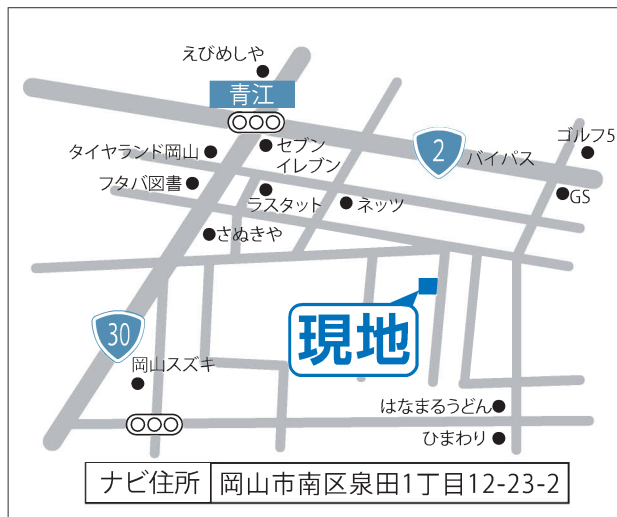 えびめしや
青江
セブン
イレブン
タイヤランド岡山
2
バイパス
ゴルフ5
フタバ図書
ラスタット
ネッツ
GS
さぬきや
現地
30
岡山スズキ
はなまるうどん
ひまわり
ナビ住所 岡山市南区泉田1丁目12-23-2